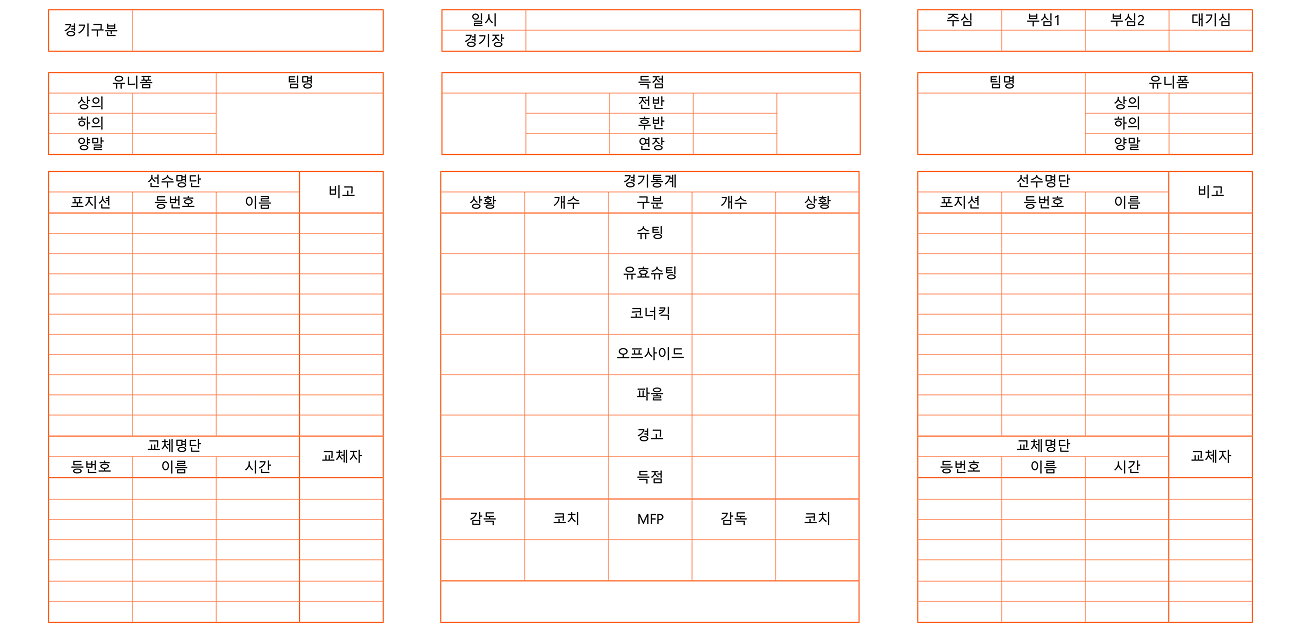 경기구분
일시
경기장
주심 부심1 부심2 대기심
유니폼 팀명
상의
하의
양말
득점
전반
후반
연장
팀명 유니폼
상의
하의
양말
선수명단 비고
포지션 등번호 이름
교체명단 교체자
등번호 이름 시간
경기통계
상황 개수 구분 개수 상황
슈팅
유효슈팅
코너킥
오프사이드
파울
경고
득점
감독 코치 MFP 감독 코치
선수명단 비고
포지션 등번호 이름
교체명단 교체자
등번호 이름 시간